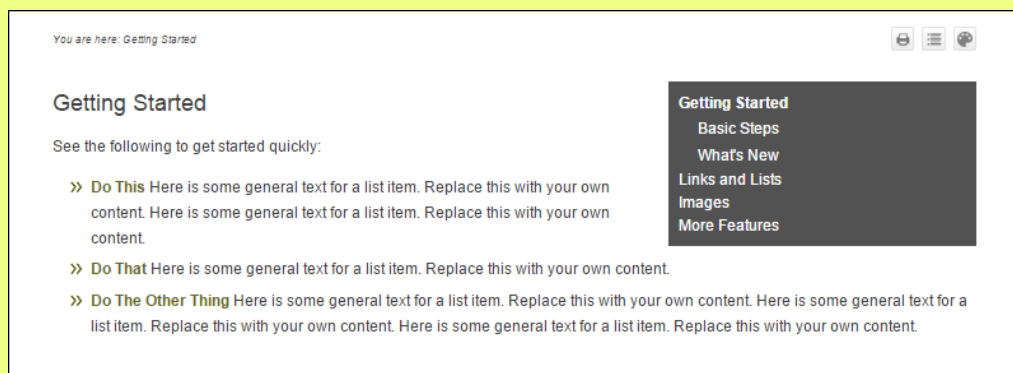 You are here: Getting Started
Getting Started
See the following to get started quickly:
» Do This Here is some general text for a list item. Replace this with your own
content. Here is some general text for a list item. Replace this with your own
content.
» Do That Here is some general text for a list item. Replace this with your own content.
» Do The Other Thing Here is some general text for a list item. Replace this with your own content. Here is some general text for a
list item. Replace this with your own content. Here is some general text for a list item. Replace this with your own content.
Getting Started
Basic Steps
What's New
Links and Lists
Images
More Features